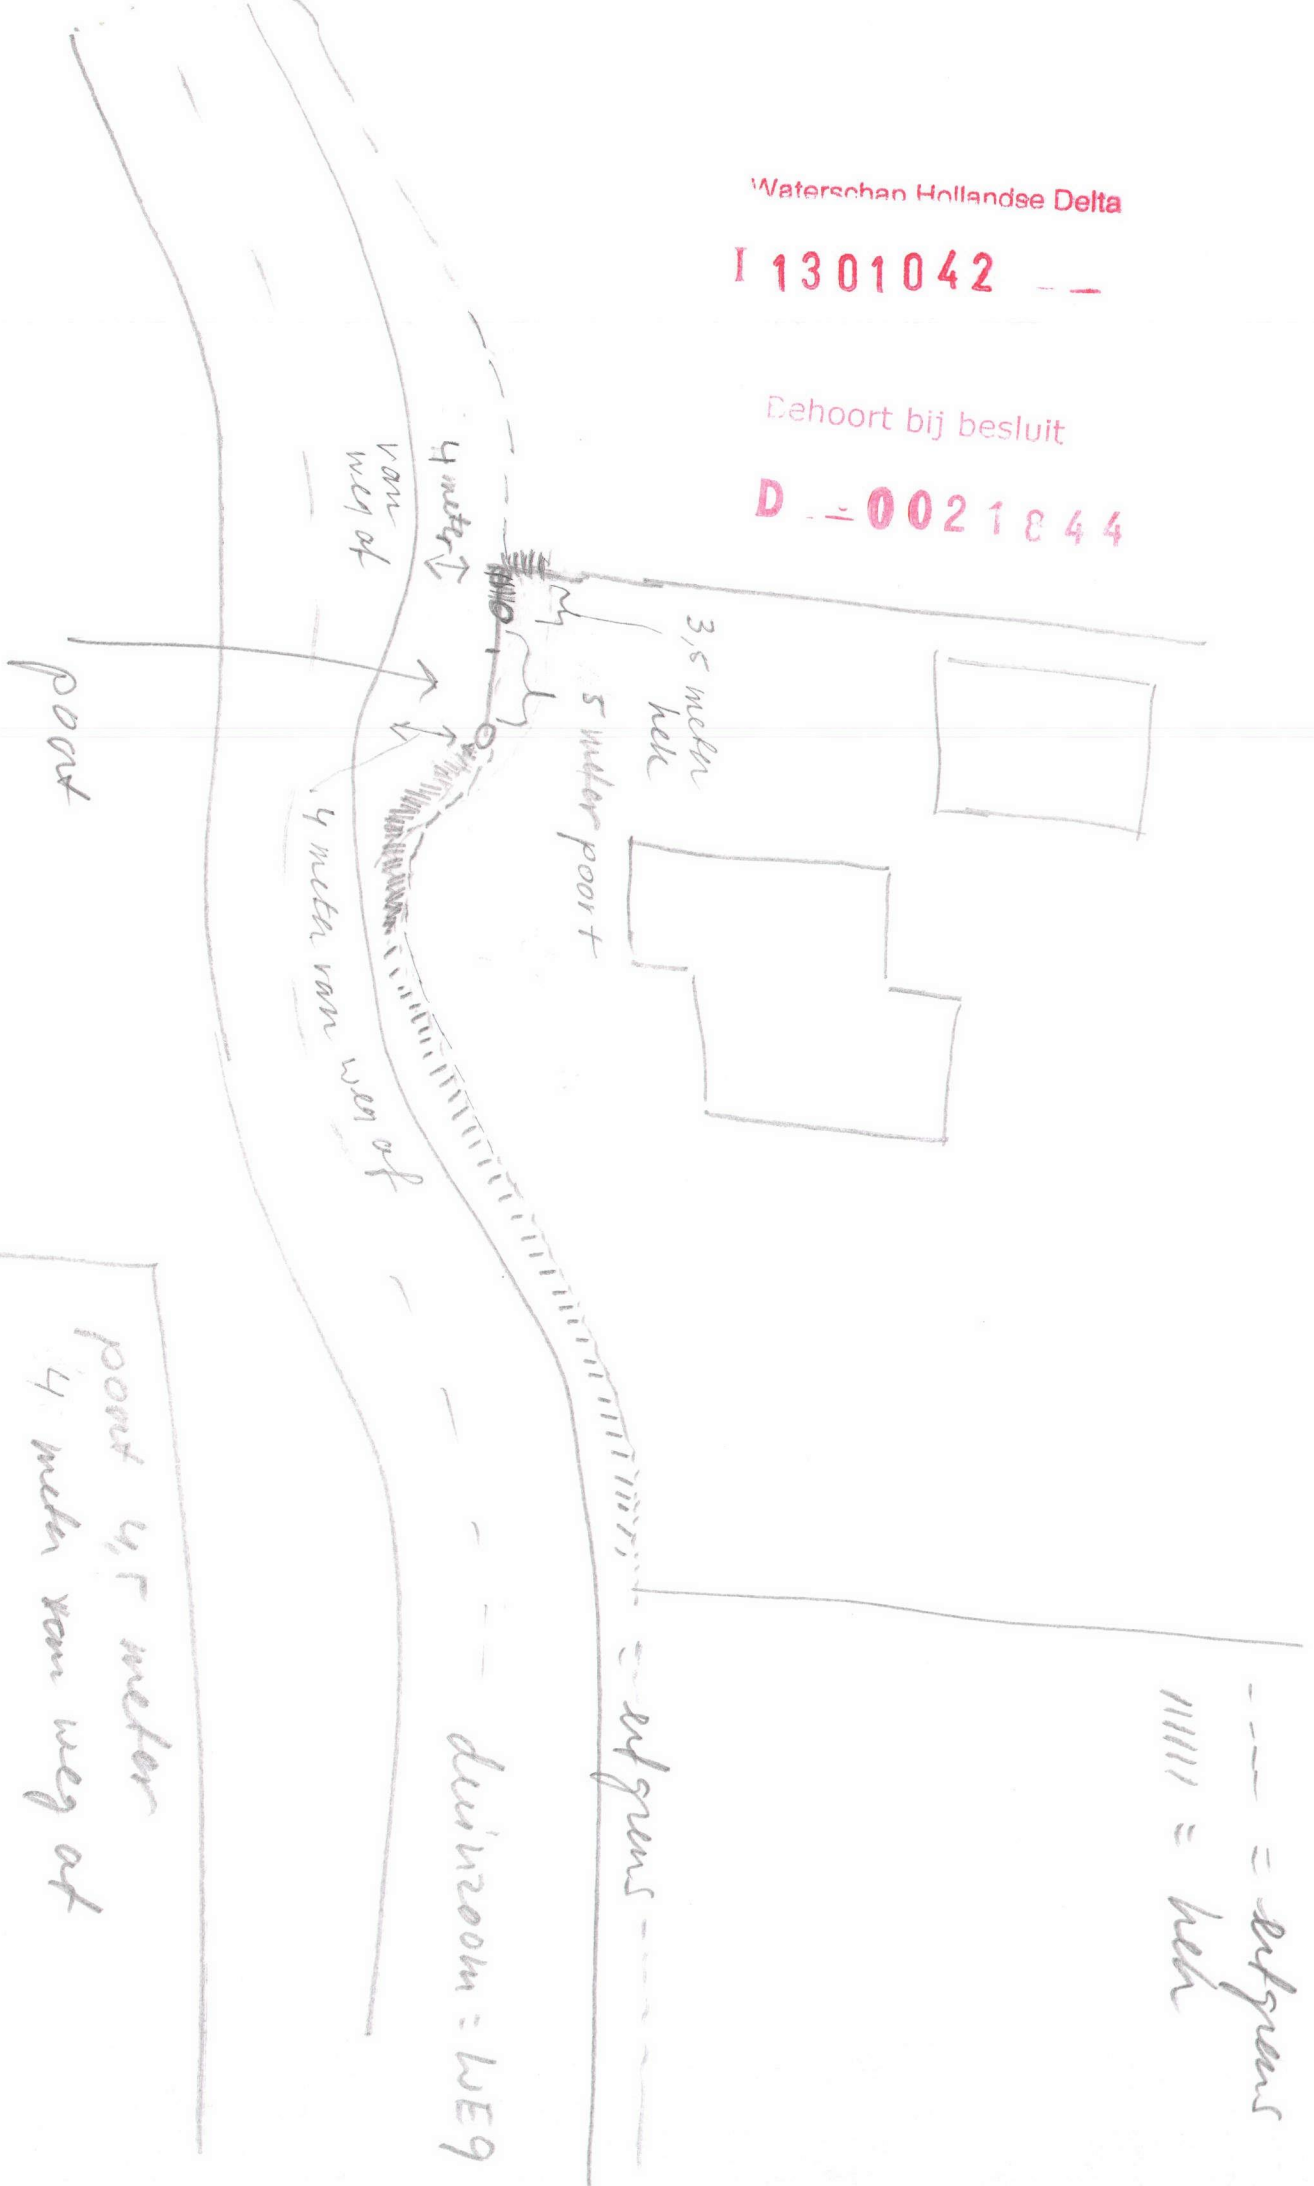 Waterschap Hollandse Delta
I 1301042 --
Behoort bij besluit
D -- 0021844
---- = erfgrens
|||||| = hek
3,5 meter
hek
5 meter poort
4 meter
van
weg af
4 meter van weg af
poort
= erfgrens ----
duinzoom = WEG
poort 4,5 meter
4 meter van weg af